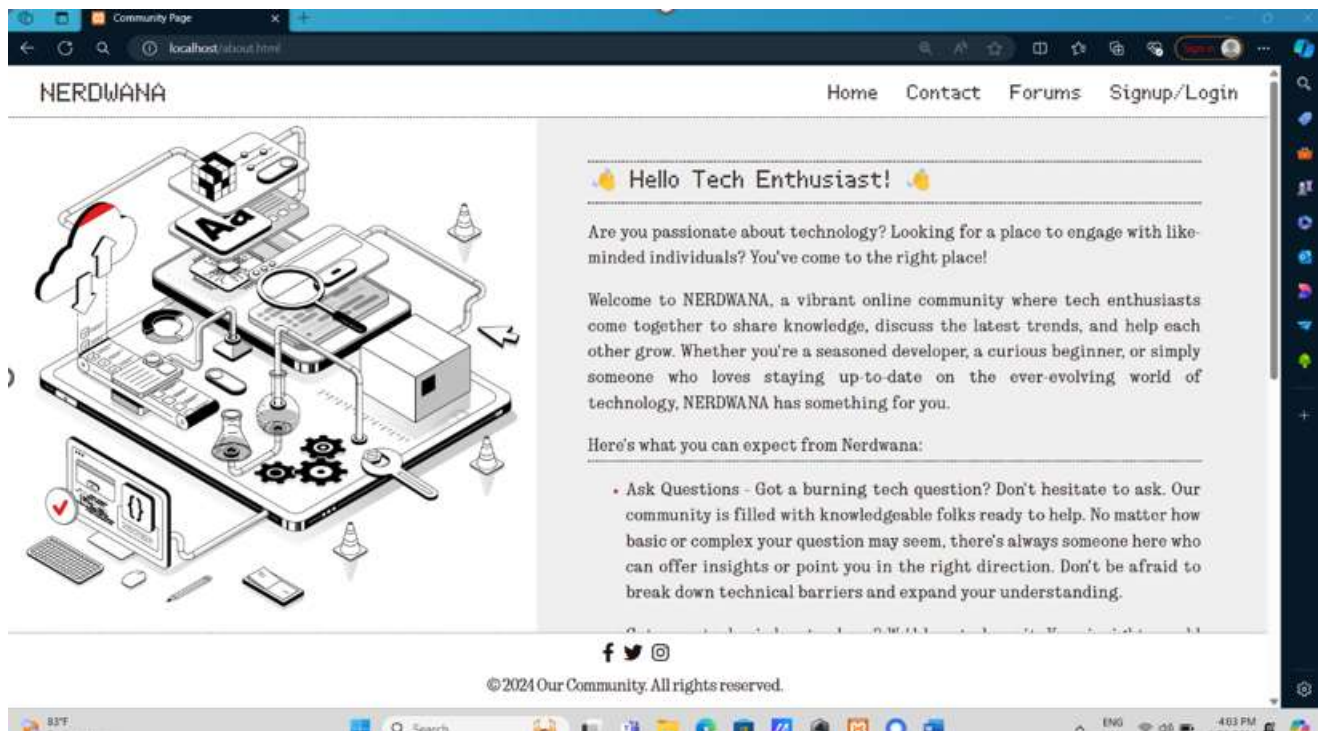 Community Page
localhost/about.html
Sign in
NERDWANA
Home Contact Forums Signup/Login
Aa
{}
Hello Tech Enthusiast!
Are you passionate about technology? Looking for a place to engage with like-
minded individuals? You've come to the right place!
Welcome to NERDWANA, a vibrant online community where tech enthusiasts
come together to share knowledge, discuss the latest trends, and help each
other grow. Whether you're a seasoned developer, a curious beginner, or simply
someone who loves staying up-to-date on the ever-evolving world of
technology, NERDWANA has something for you.
Here's what you can expect from Nerdwana:
• Ask Questions - Got a burning tech question? Don't hesitate to ask. Our
community is filled with knowledgeable folks ready to help. No matter how
basic or complex your question may seem, there's always someone here who
can offer insights or point you in the right direction. Don't be afraid to
break down technical barriers and expand your understanding.
© 2024 Our Community. All rights reserved.
83°F
Search
ENG
4:03 PM